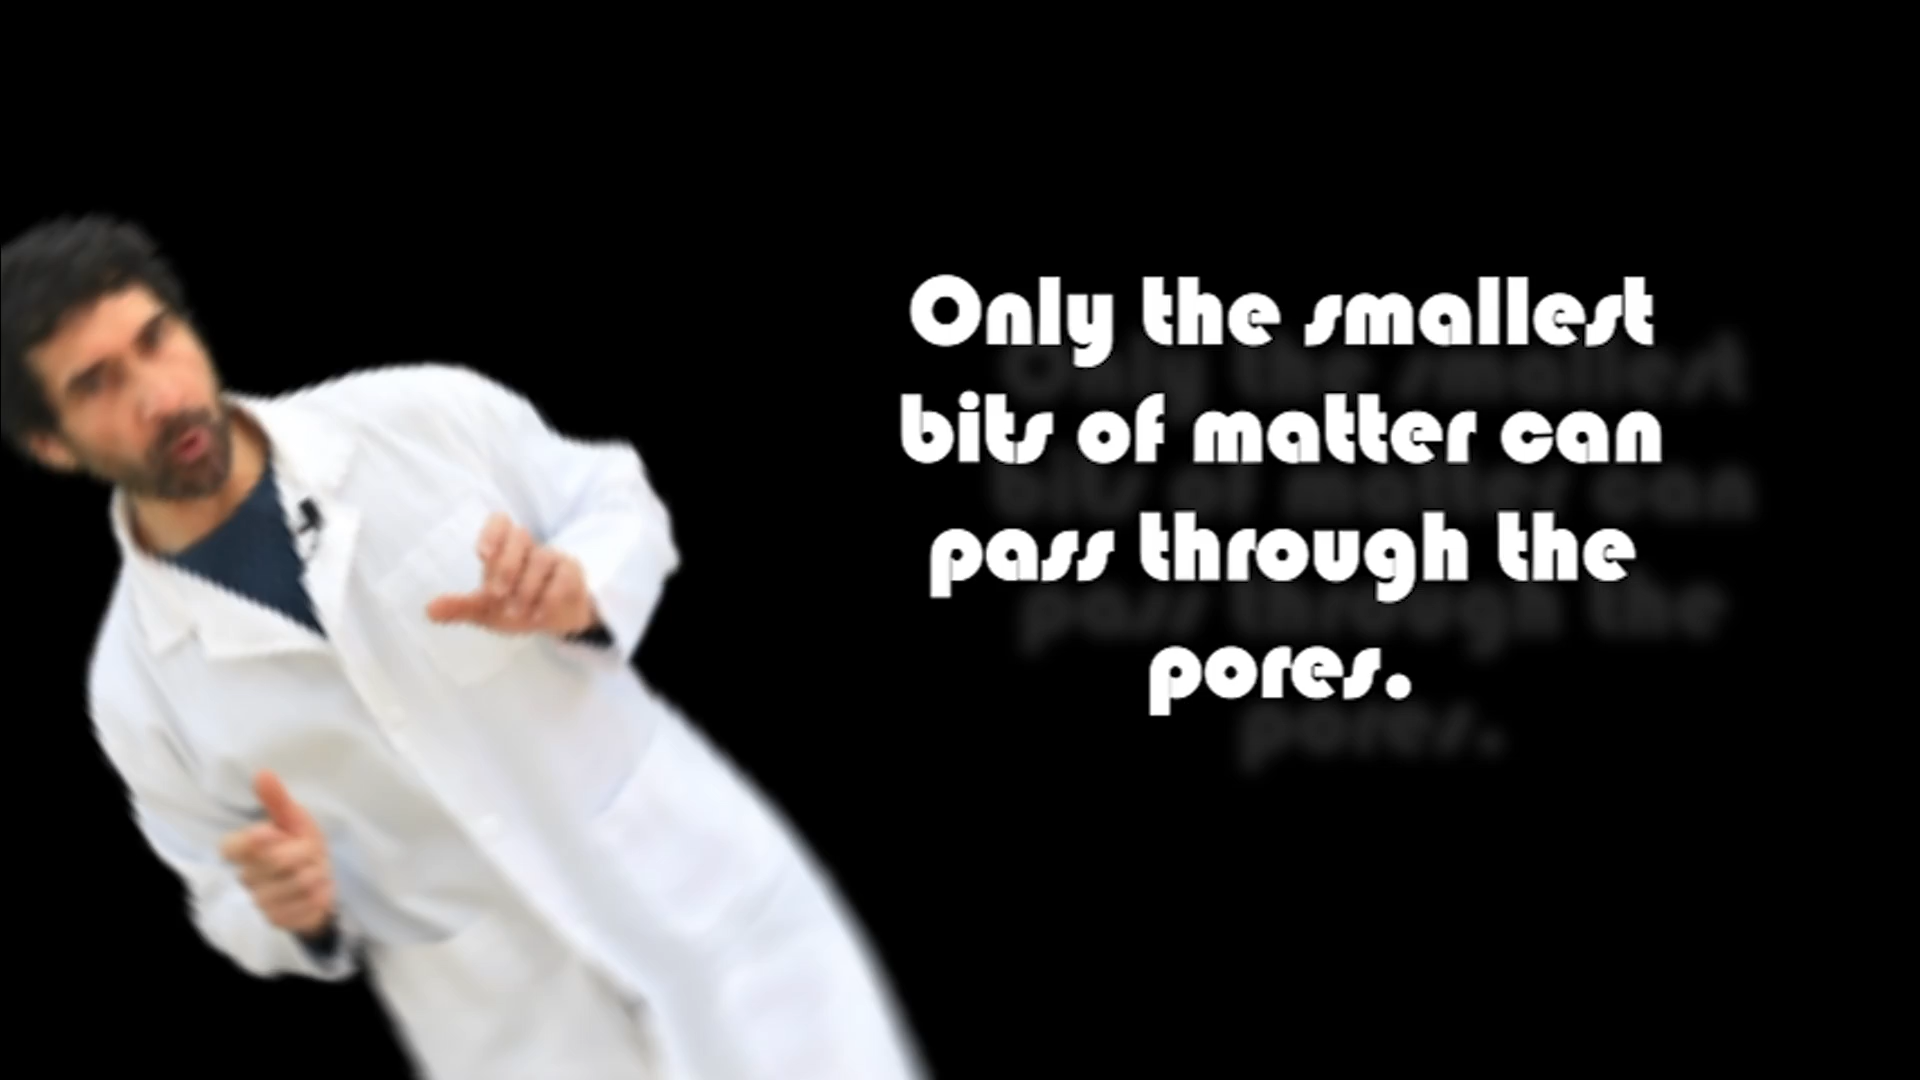 Only the smallest
bits of matter can
pass through the
pores.